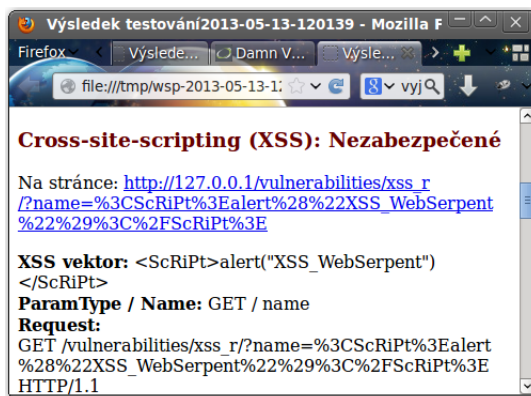 Výsledek testování2013-05-13-120139 - Mozilla F
Firefox Výslede... Damn V... Výsle...
file:///tmp/wsp-2013-05-13-12 8 vyj
Cross-site-scripting (XSS): Nezabezpečené
Na stránce: http://127.0.0.1/vulnerabilities/xss_r
/?name=%3CScRiPt%3Ealert%28%22XSS_WebSerpent
%22%29%3C%2FScRiPt%3E
XSS vektor: <ScRiPt>alert("XSS_WebSerpent")
</ScRiPt>
ParamType / Name: GET / name
Request:
GET /vulnerabilities/xss_r/?name=%3CScRiPt%3Ealert
%28%22XSS_WebSerpent%22%29%3C%2FScRiPt%3E
HTTP/1.1